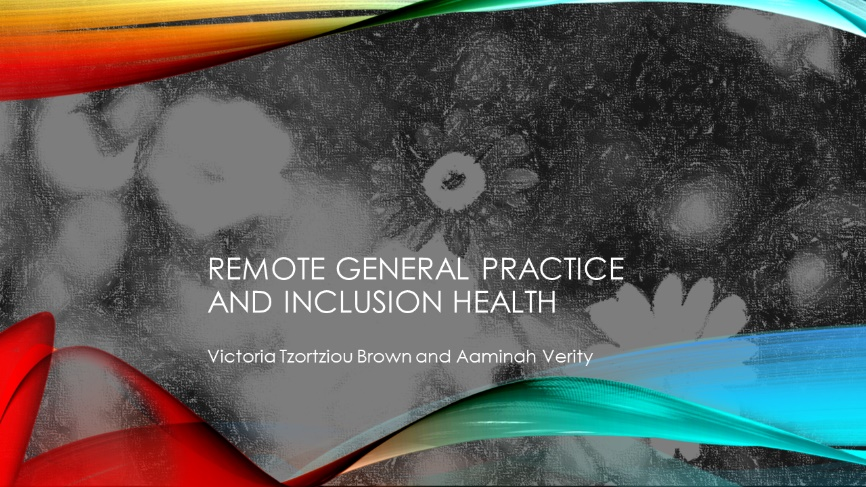 REMOTE GENERAL PRACTICE
AND INCLUSION HEALTH
Victoria Tzortziou Brown and Aaminah Verity